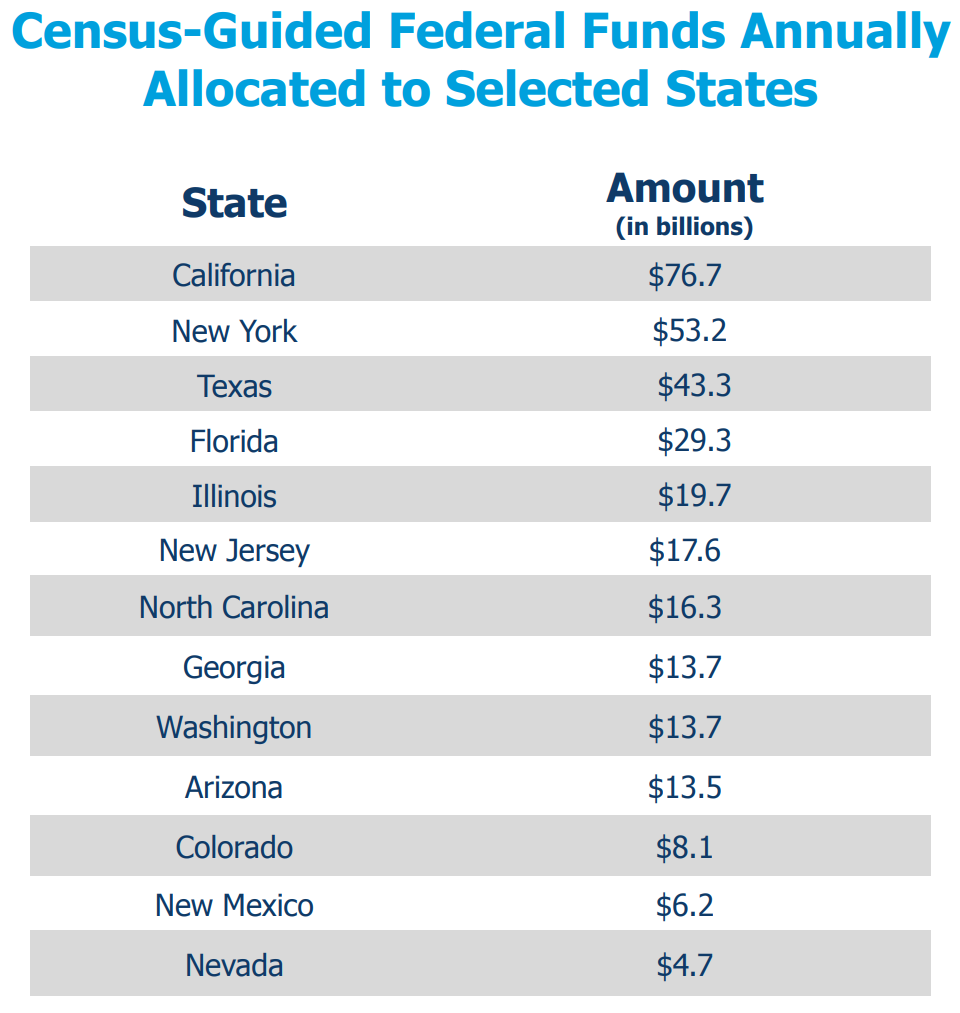 Census-Guided Federal Funds Annually
Allocated to Selected States
State Amount
(in billions)
California $76.7
New York $53.2
Texas $43.3
Florida $29.3
Illinois $19.7
New Jersey $17.6
North Carolina $16.3
Georgia $13.7
Washington $13.7
Arizona $13.5
Colorado $8.1
New Mexico $6.2
Nevada $4.7